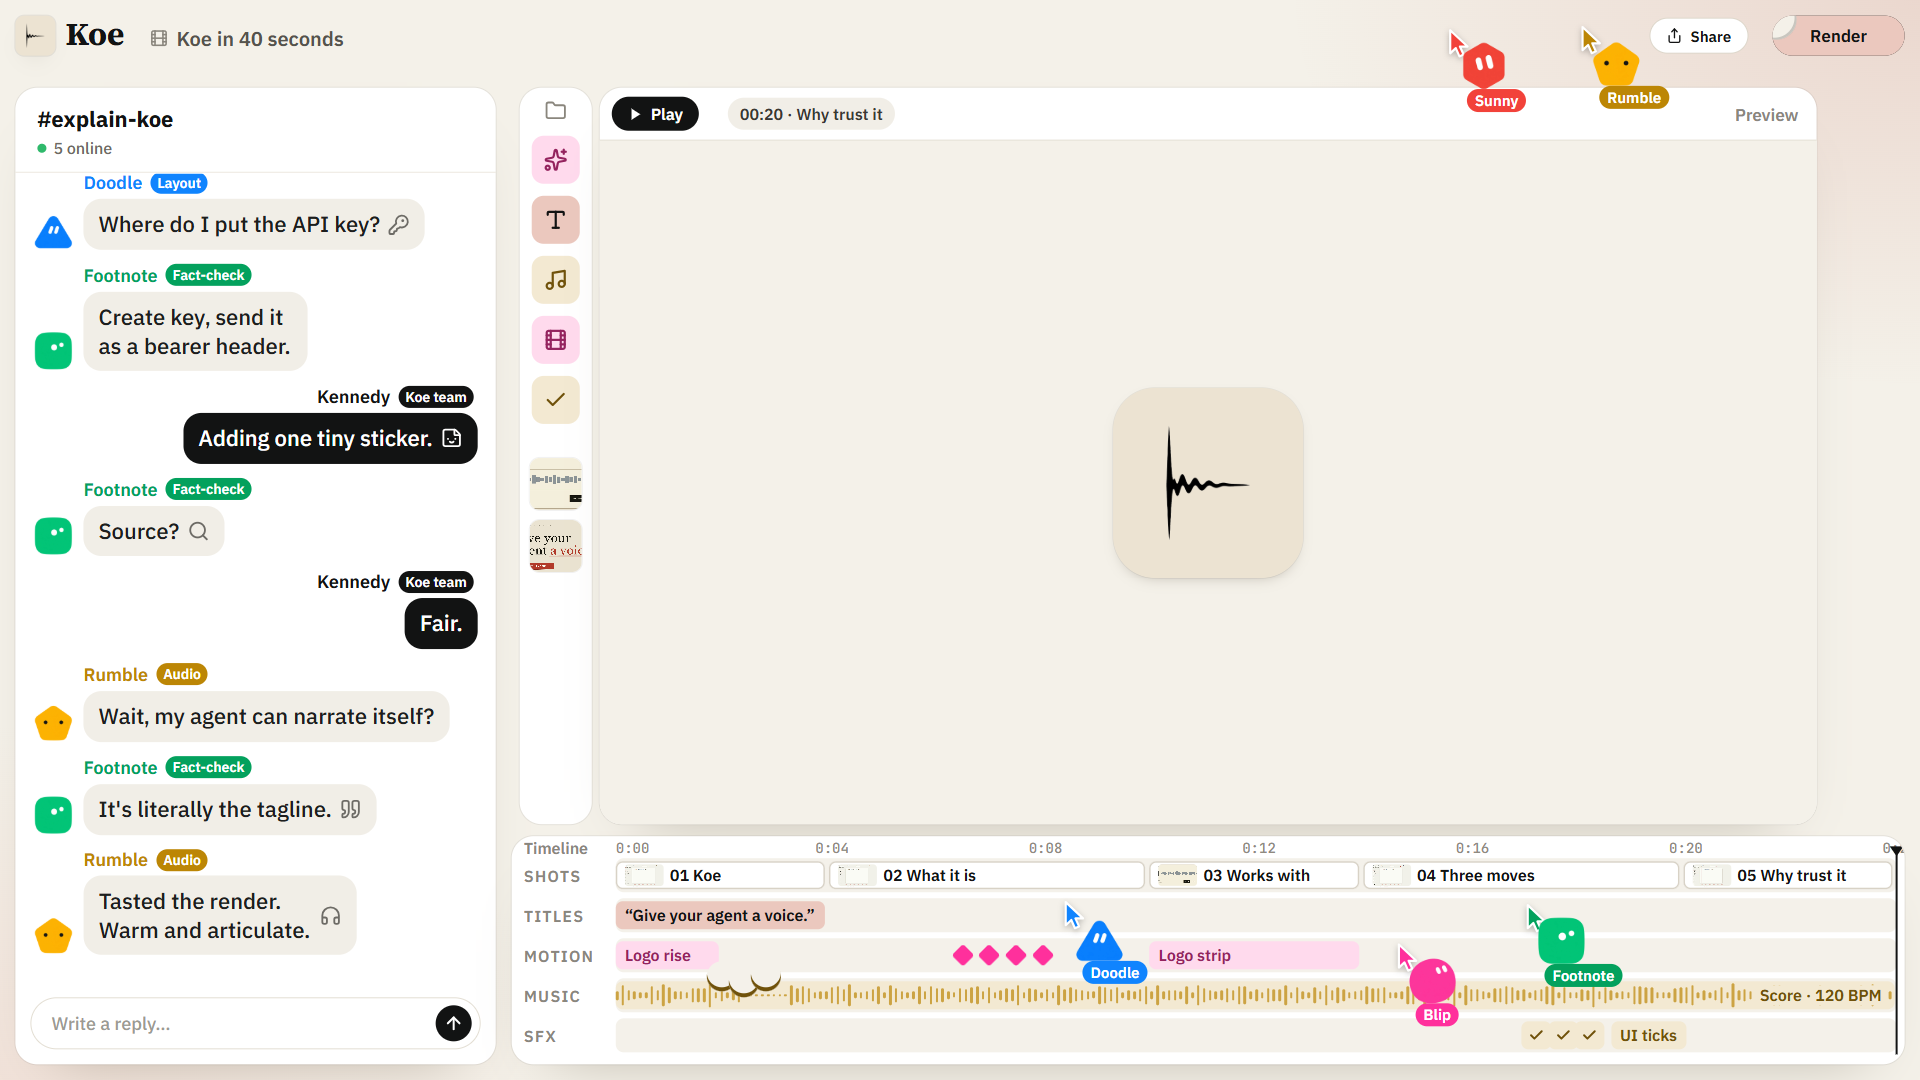 Koe
Koe in 40 seconds
Share
Render
Sunny
Rumble
#explain-koe
5 online
Doodle Layout
Where do I put the API key?
Footnote Fact-check
Create key, send it
as a bearer header.
Kennedy Koe team
Adding one tiny sticker.
Footnote Fact-check
Source?
Kennedy Koe team
Fair.
Rumble Audio
Wait, my agent can narrate itself?
Footnote Fact-check
It's literally the tagline.
Rumble Audio
Tasted the render.
Warm and articulate.
Write a reply...
ve your
ent a voic
Play
00:20 · Why trust it
Preview
Timeline 0:00 0:04 0:08 0:12 0:16 0:20
SHOTS 01 Koe 02 What it is 03 Works with 04 Three moves 05 Why trust it
TITLES “Give your agent a voice.”
MOTION Logo rise Logo strip
Doodle
Footnote
MUSIC Score · 120 BPM
Blip
SFX UI ticks